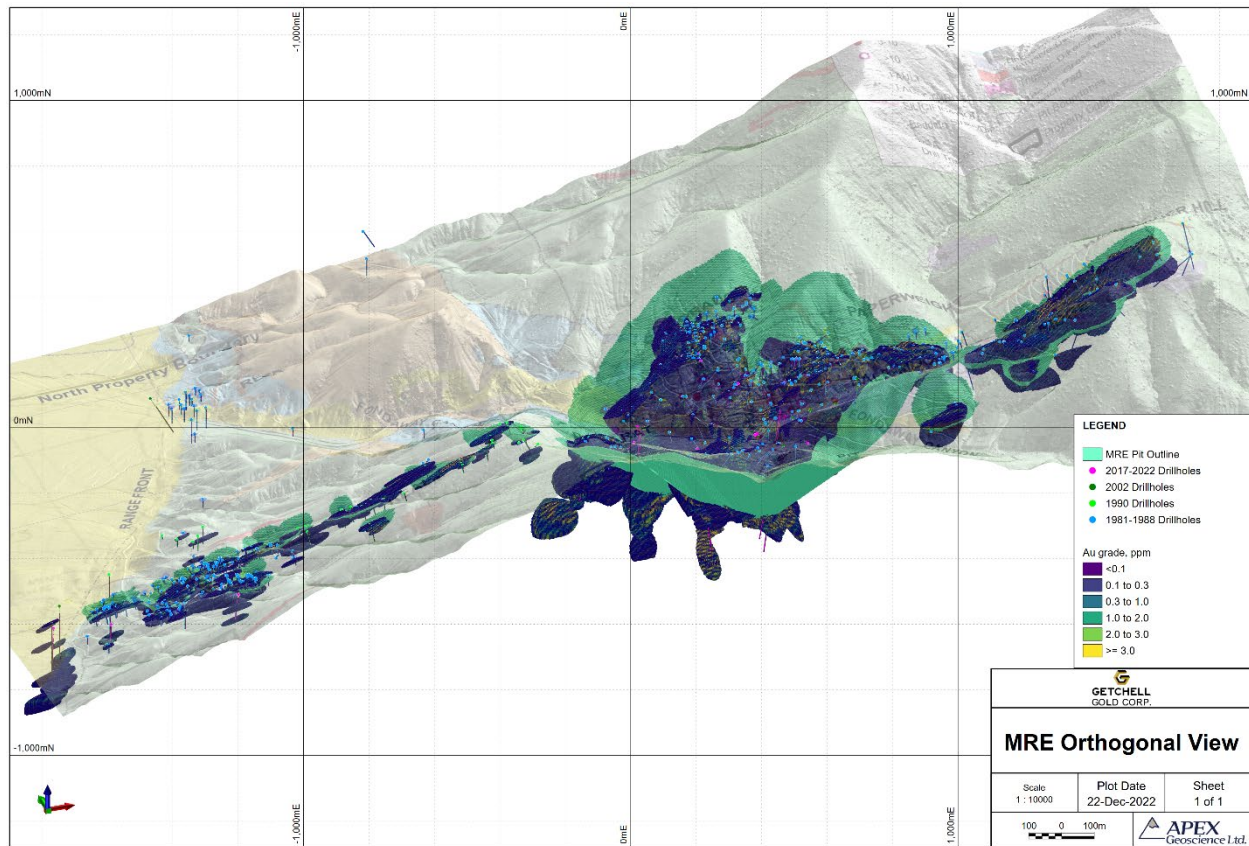 -1,000mE
0mE
1,000mE
1,000mN
1,000mN
North Property Boundary
PAPERWEIGHT
RANGEFRONT
0mN
0mN
-1,000mN
LEGEND
MRE Pit Outline
2017-2022 Drillholes
2002 Drillholes
1990 Drillholes
1981-1988 Drillholes
Au grade, ppm
<0.1
0.1 to 0.3
0.3 to 1.0
1.0 to 2.0
2.0 to 3.0
>= 3.0
GETCHELL
GOLD CORP.
MRE Orthogonal View
Scale
1 : 10000
Plot Date
22-Dec-2022
Sheet
1 of 1
100 0 100m
APEX
Geoscience Ltd.
-1,000mE
0mE
1,000mE